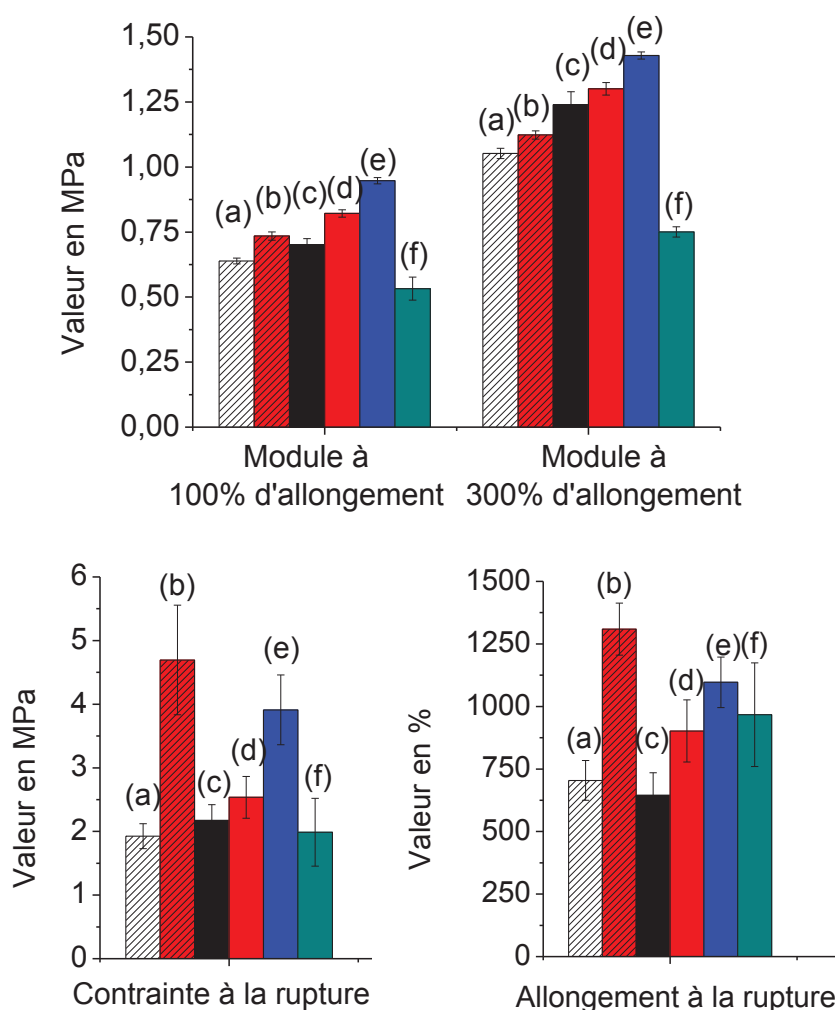 Valeur en MPa
1,50
1,25
1,00
0,75
0,50
0,25
0,00
(a)
(b)
(c)
(d)
(e)
(f)
(a)
(b)
(c)
(d)
(e)
(f)
Module à
100% d'allongement
Module à
300% d'allongement
Valeur en MPa
6
5
4
3
2
1
0
(a)
(b)
(c)
(d)
(e)
(f)
Contrainte à la rupture
Valeur en %
1500
1250
1000
750
500
250
0
(a)
(b)
(c)
(d)
(e)
(f)
Allongement à la rupture